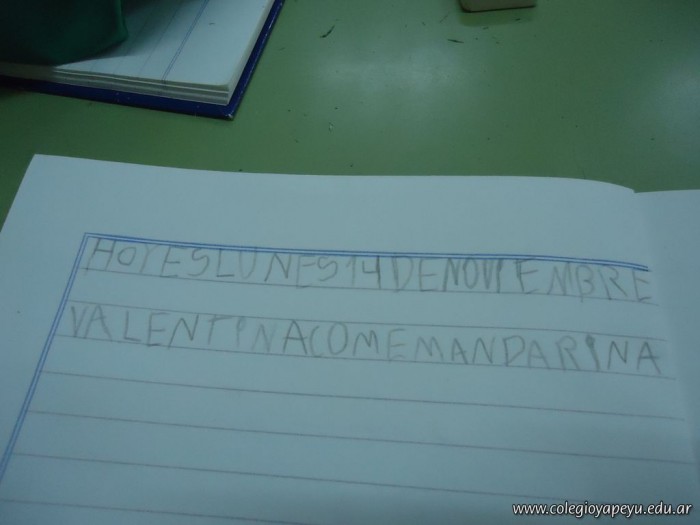 HOYESLUNES14DENOVIEMBRE
VALENTINACOMEMANDARINA
www.colegioyapeyu.edu.ar